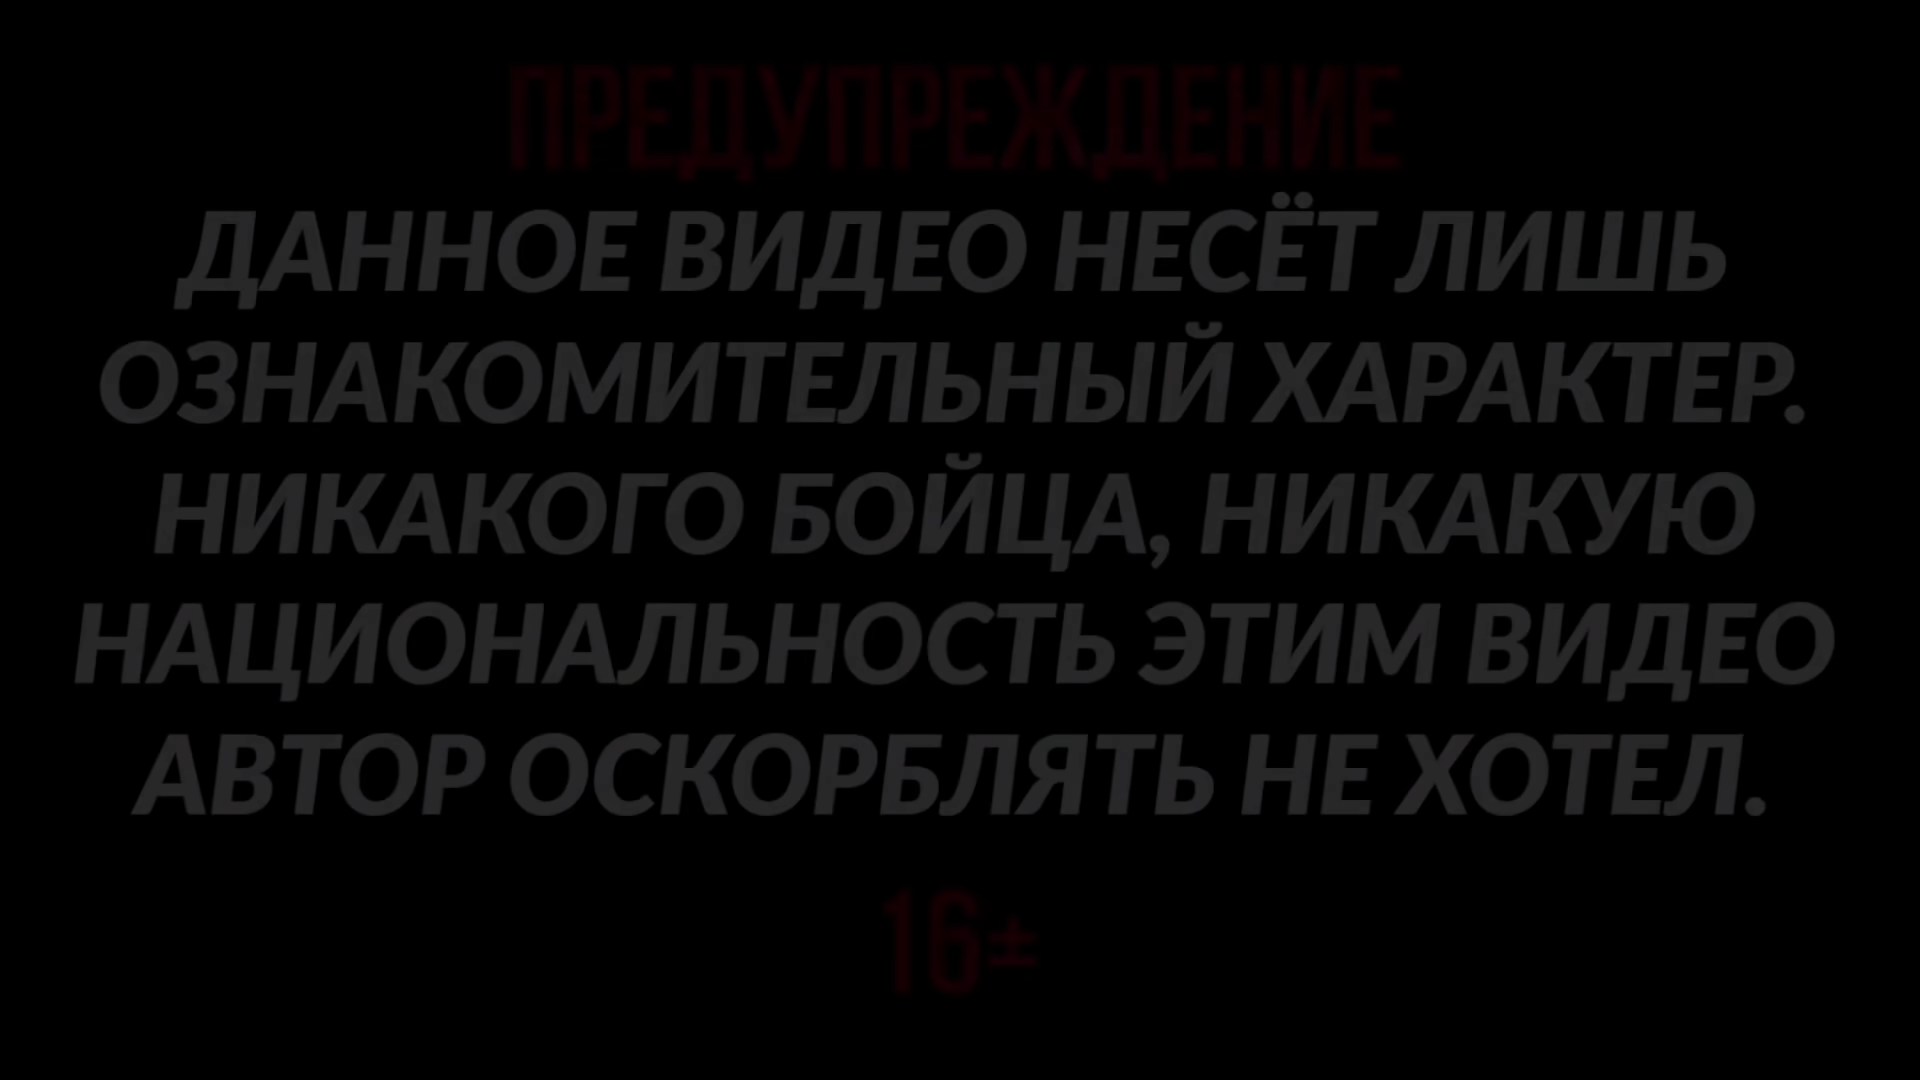 ПРЕДУПРЕЖДЕНИЕ
ДАННОЕ ВИДЕО НЕСЁТ ЛИШЬ
ОЗНАКОМИТЕЛЬНЫЙ ХАРАКТЕР.
НИКАКОГО БОЙЦА, НИКАКУЮ
НАЦИОНАЛЬНОСТЬ ЭТИМ ВИДЕО
АВТОР ОСКОРБЛЯТЬ НЕ ХОТЕЛ.
16±